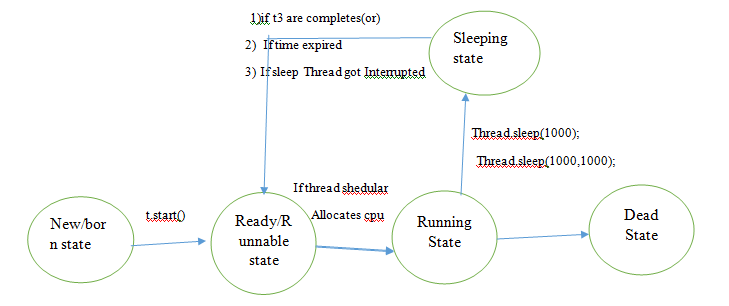 1)if t3 are completes(or)
2) If time expired
3) If sleep Thread got Interrupted
Sleeping
state
Thread.sleep(1000);
Thread.sleep(1000,1000);
If thread shedular
Allocates cpu
t.start()
New/bor
n state
Ready/R
unnable
state
Running
State
Dead
State